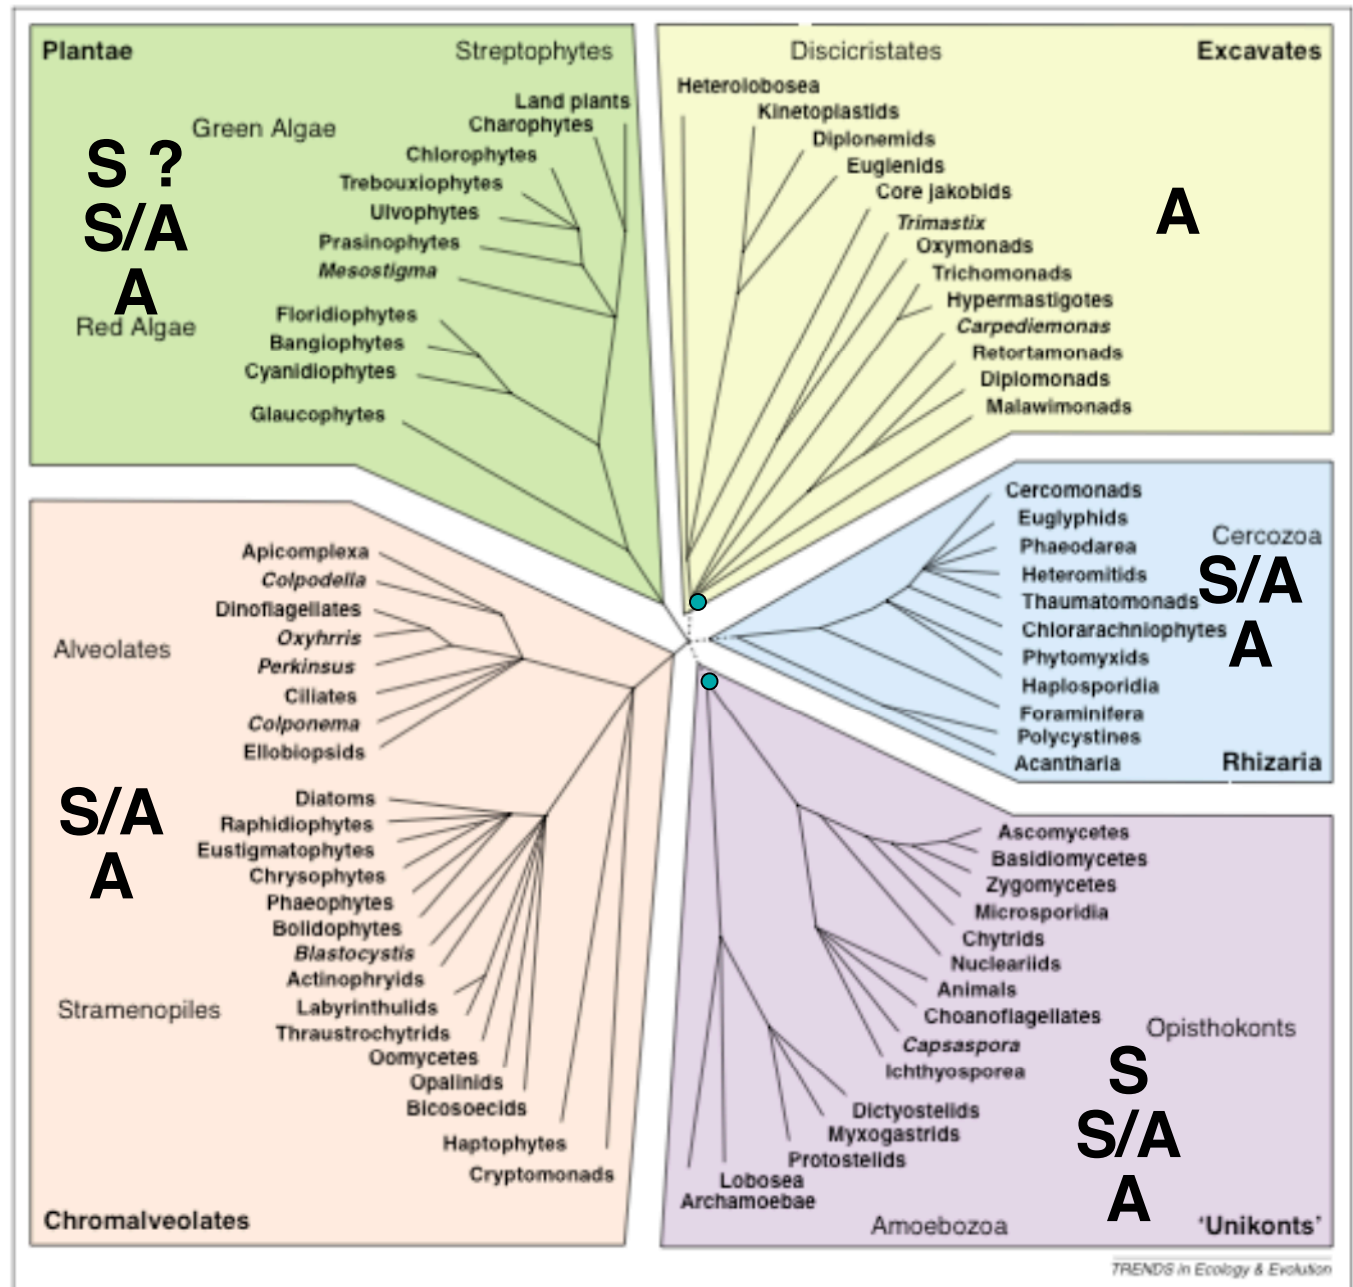 Plantae
Streptophytes
Land plants
Charophytes
Green Algae
Chlorophytes
Trebouxiophytes
Ulvophytes
Prasinophytes
Mesostigma
S ?
S/A
A
Red Algae
Floridiophytes
Bangiophytes
Cyanidiophytes
Glaucophytes
Discicristates
Excavates
Heterolobosea
Kinetoplastids
Diplonemids
Euglenids
Core jakobids
Trimastix
Oxymonads
Trichomonads
Hypermastigotes
Carpediemonas
Retortamonads
Diplomonads
Malawimonads
A
Cercomonads
Euglyphids
Phaeodarea
Heteromitids
Thaumatomonads
Chlorarachniophytes
Phytomyxids
Haplosporidia
Foraminifera
Polycystines
Acantharia
Cercozoa
S/A
A
Rhizaria
Apicomplexa
Colpodella
Dinoflagellates
Oxyhrris
Perkinsus
Ciliates
Colponema
Ellobiopsids
Alveolates
S/A
A
Diatoms
Raphidiophytes
Eustigmatophytes
Chrysophytes
Phaeophytes
Bolidophytes
Blastocystis
Actinophryids
Labyrinthulids
Thraustrochytrids
Oomycetes
Opalinids
Bicosoecids
Haptophytes
Cryptomonads
Stramenopiles
Chromalveolates
Ascomycetes
Basidiomycetes
Zygomycetes
Microsporidia
Chytrids
Nucleariids
Animals
Choanoflagellates
Capsaspora
Ichthyosporea
Opisthokonts
S
S/A
A
Dictyostelids
Myxogastrids
Protostelids
Lobosea
Archamoebae
Amoebozoa
‘Unikonts’
TRENDS in Ecology & Evolution